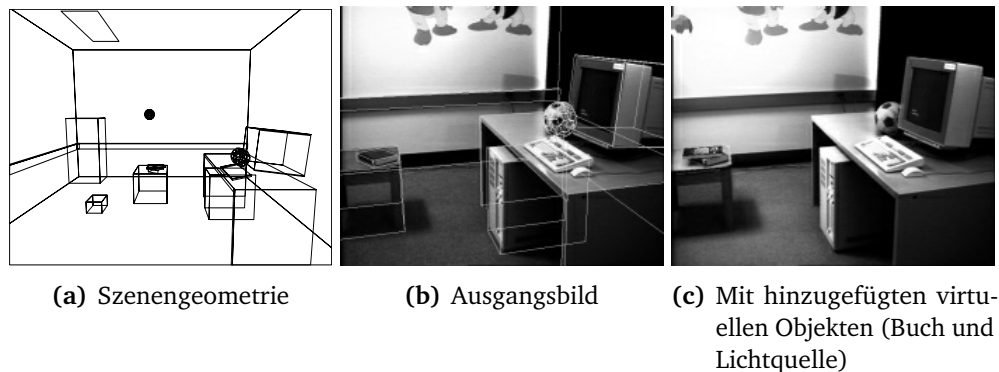 (a) Szenengeometrie
(b) Ausgangsbild
(c) Mit hinzugefügten virtu-
ellen Objekten (Buch und
Lichtquelle)